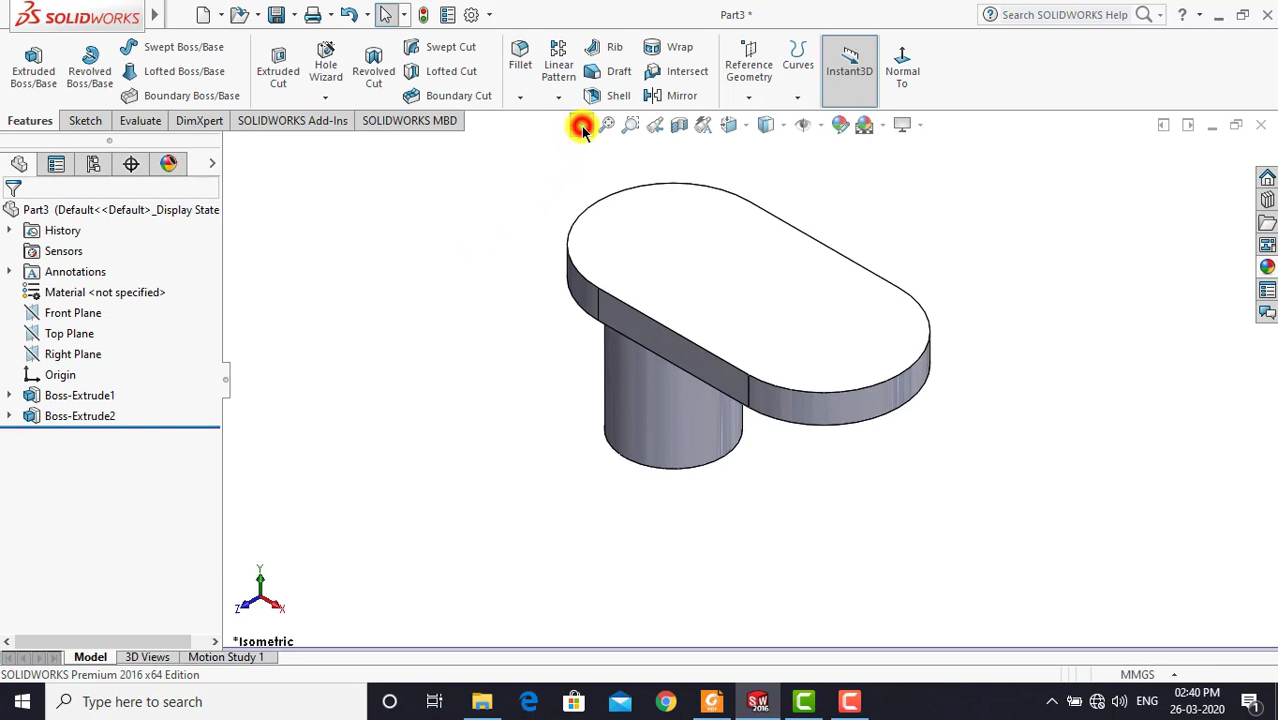 SOLIDWORKS
Part3 *
Search SOLIDWORKS Help
Extruded Boss/Base
Revolved Boss/Base
Swept Boss/Base
Lofted Boss/Base
Boundary Boss/Base
Extruded Cut
Hole Wizard
Revolved Cut
Swept Cut
Lofted Cut
Boundary Cut
Fillet
Linear Pattern
Rib
Draft
Shell
Wrap
Intersect
Mirror
Reference Geometry
Curves
Instant3D
Normal To
Features
Sketch
Evaluate
DimXpert
SOLIDWORKS Add-Ins
SOLIDWORKS MBD
Part3 (Default<<Default>_Display State
History
Sensors
Annotations
Material <not specified>
Front Plane
Top Plane
Right Plane
Origin
Boss-Extrude1
Boss-Extrude2
Y
Z
X
*Isometric
Model
3D Views
Motion Study 1
SOLIDWORKS Premium 2016 x64 Edition
MMGS
Type here to search
ENG
02:40 PM
26-03-2020
1